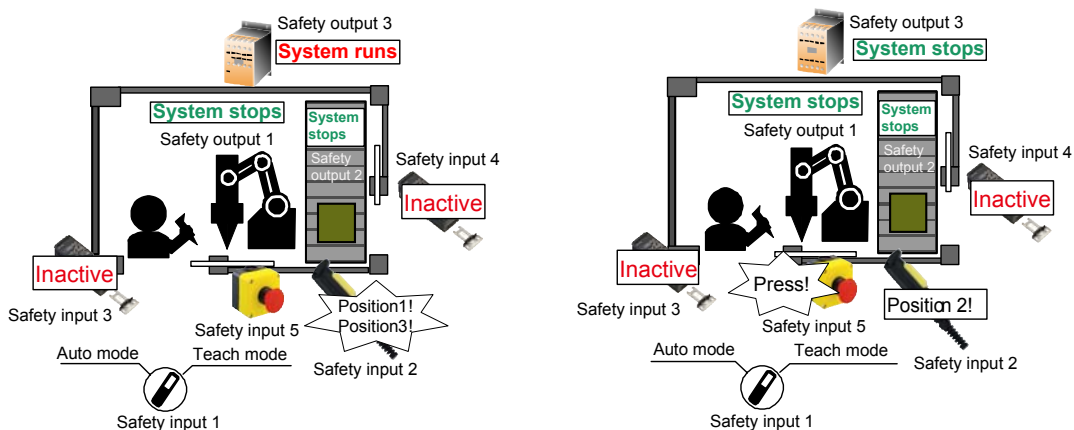 Safety output 3
System runs
System stops
Safety output 1
System
stops
Safety
output 2
Safety input 4
Inactive
Inactive
Safety input 3
Safety input 5
Position1!
Position3!
Safety input 2
Auto mode
Teach mode
Safety input 1
Safety output 3
System stops
System stops
Safety output 1
System
stops
Safety
output 2
Safety input 4
Inactive
Inactive
Safety input 3
Press!
Safety input 5
Position 2!
Safety input 2
Auto mode
Teach mode
Safety input 1